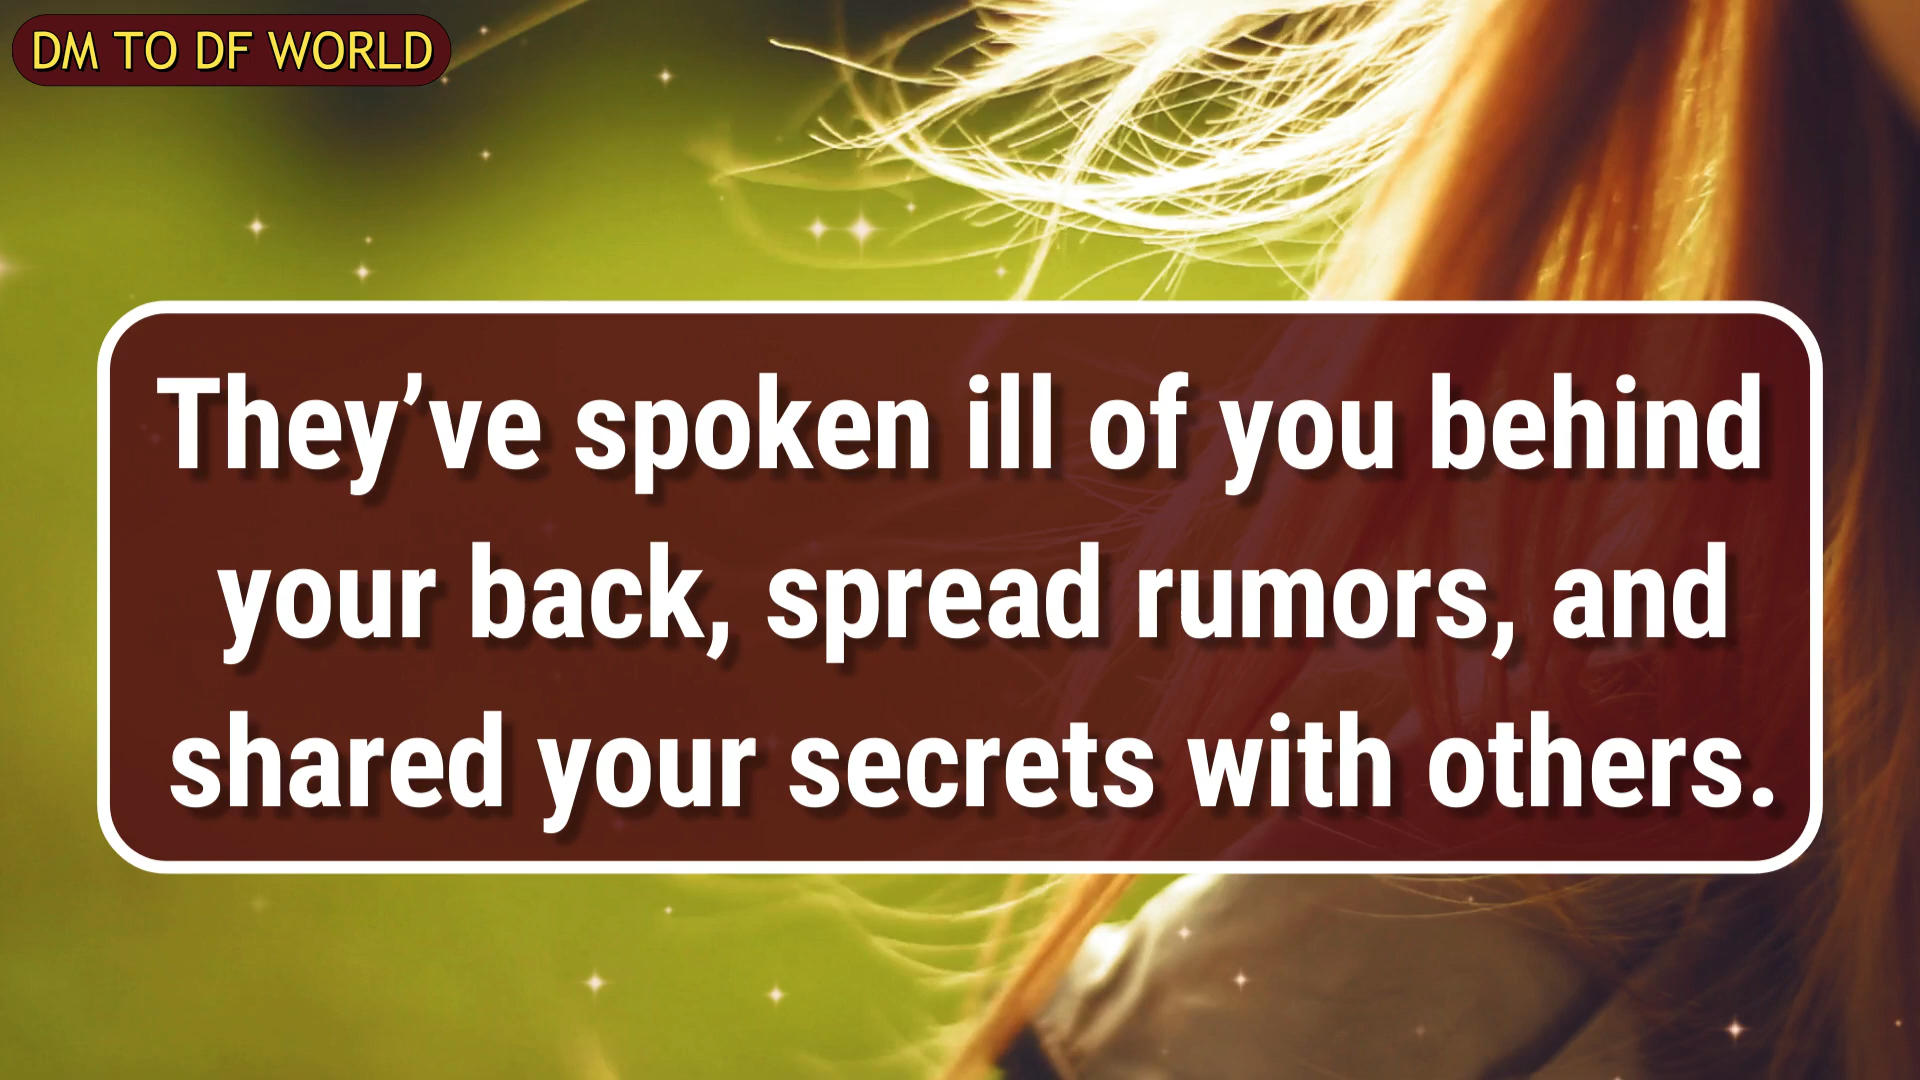 DM TO DF WORLD
They’ve spoken ill of you behind
your back, spread rumors, and
shared your secrets with others.